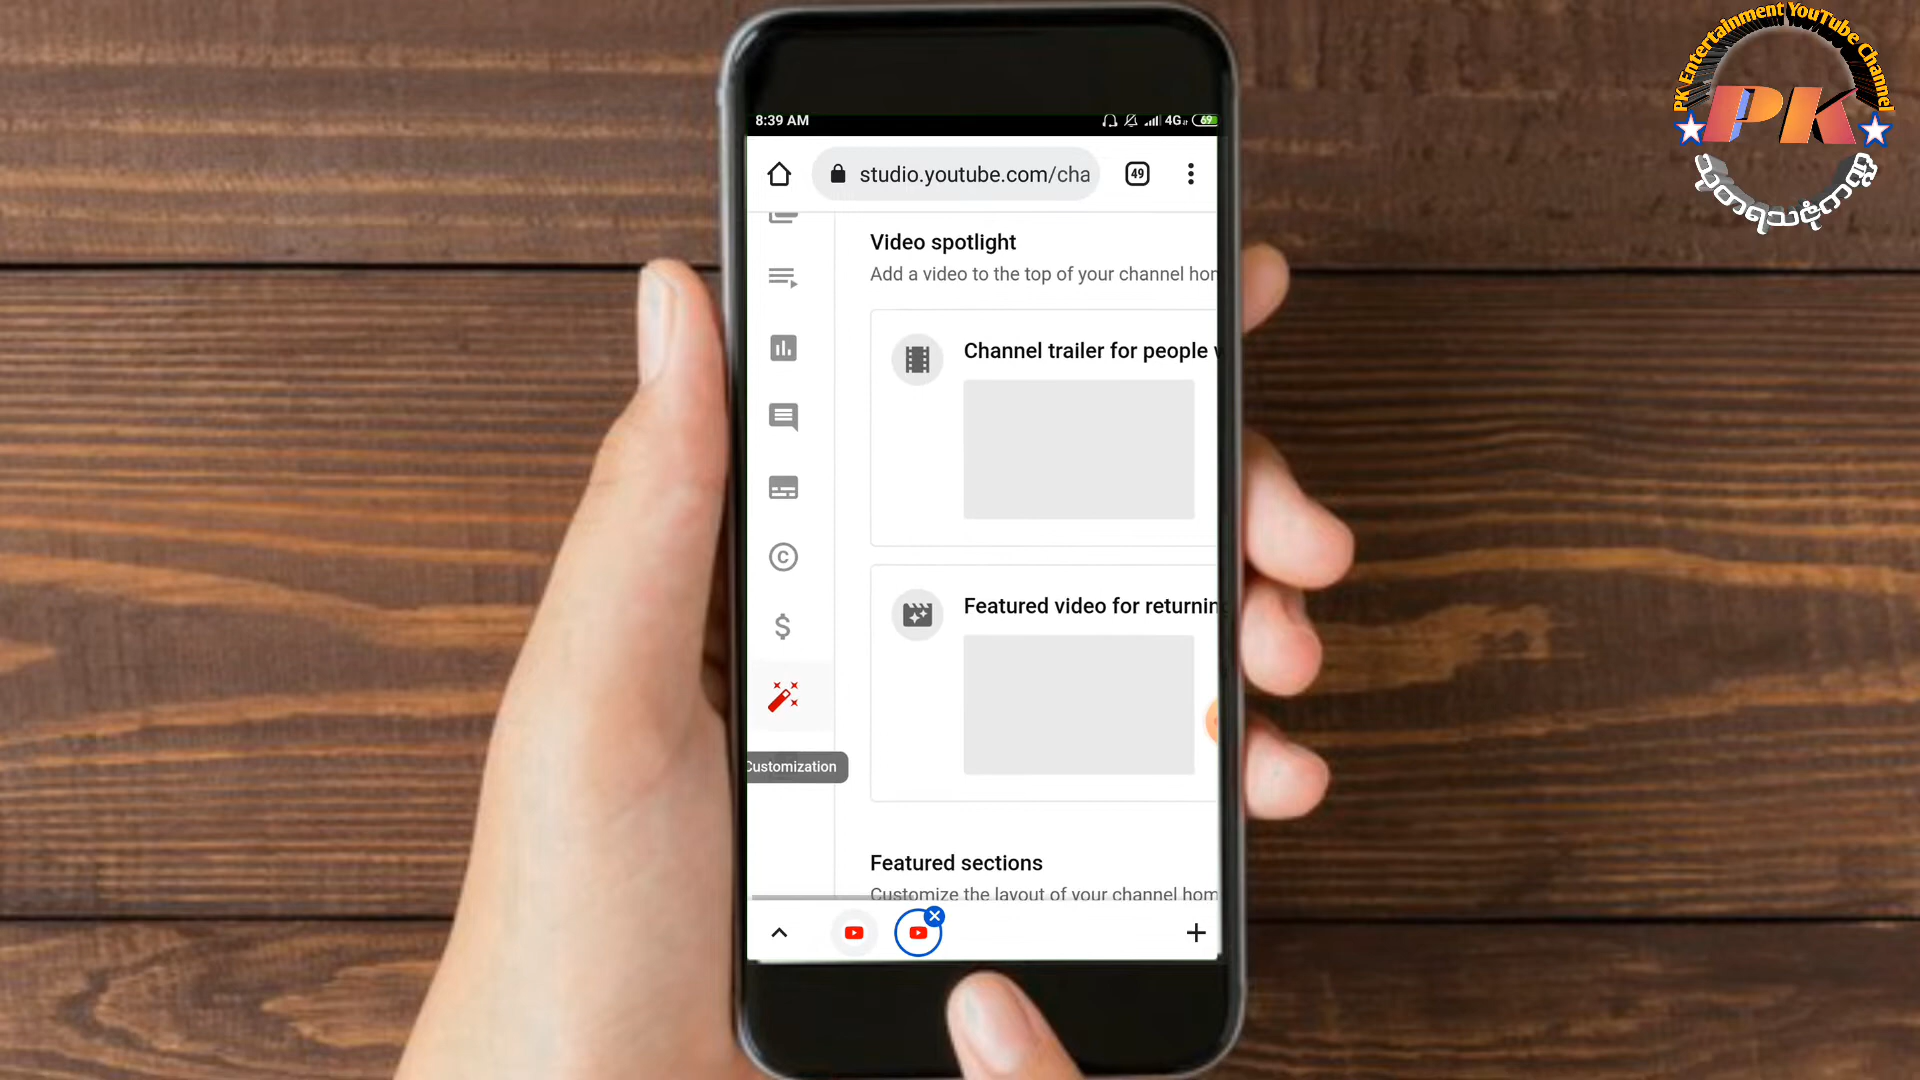 PK Entertainment YouTube Channel
PK
8:39 AM
4G
69
studio.youtube.com/cha
49
Video spotlight
Add a video to the top of your channel hor
Channel trailer for people w
Featured video for returnin
Customization
Featured sections
Customize the layout of your channel hom